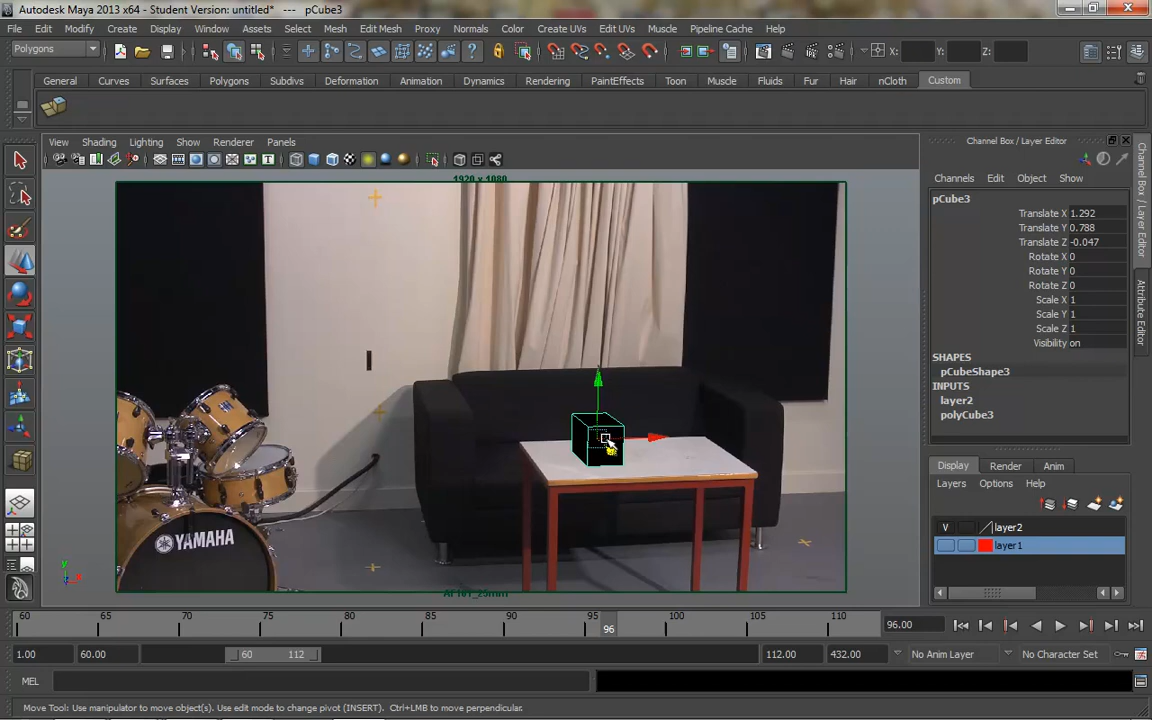 Autodesk Maya 2013 x64 - Student Version: untitled* --- pCube3
File Edit Modify Create Display Window Assets Select Mesh Edit Mesh Proxy Normals Color Create UVs Edit UVs Muscle Pipeline Cache Help
Polygons X: Y: Z:
General Curves Surfaces Polygons Subdivs Deformation Animation Dynamics Rendering PaintEffects Toon Muscle Fluids Fur Hair nCloth Custom
View Shading Lighting Show Renderer Panels
Channel Box / Layer Editor
1920 x 1080
Channels Edit Object Show
pCube3
Translate X 1.292
Translate Y 0.788
Translate Z -0.047
Rotate X 0
Rotate Y 0
Rotate Z 0
Scale X 1
Scale Y 1
Scale Z 1
Visibility on
SHAPES
pCubeShape3
INPUTS
layer2
polyCube3
Channel Box / Layer Editor
Attribute Editor
Display Render Anim
Layers Options Help
V layer2
layer1
YAMAHA
y
x
AF101_25mm
60 65 70 75 80 85 90 95 100 105 110
96
96.00
1.00 60.00 60 112 112.00 432.00 No Anim Layer No Character Set
MEL
Move Tool: Use manipulator to move object(s). Use edit mode to change pivot (INSERT). Ctrl+LMB to move perpendicular.